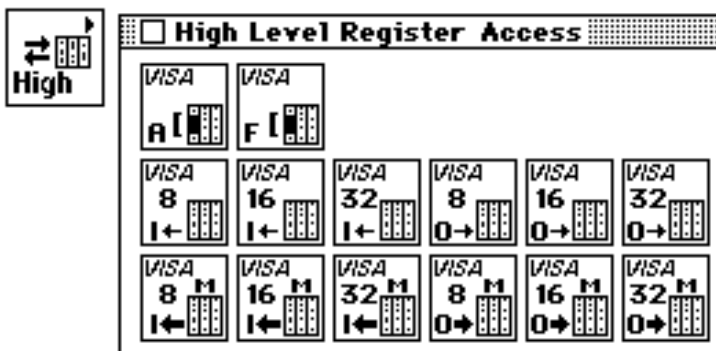 High
High Level Register Access
VISA VISA
A [ F [
VISA VISA VISA VISA VISA VISA
8 16 32 8 16 32
I← I← I← O→ O→ O→
VISA VISA VISA VISA VISA VISA
8 M 16 M 32 M 8 M 16 M 32 M
I← I← I← O→ O→ O→